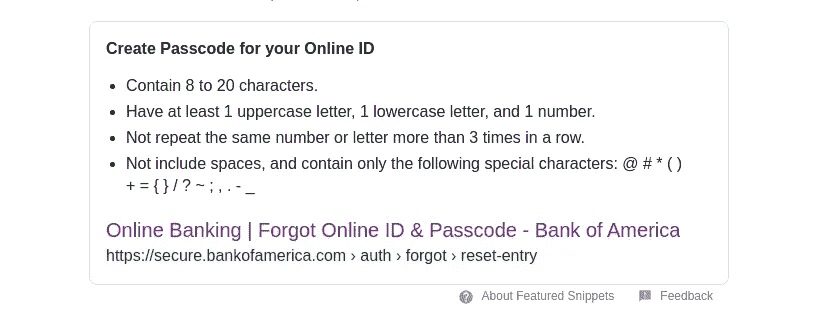 Create Passcode for your Online ID
• Contain 8 to 20 characters.
• Have at least 1 uppercase letter, 1 lowercase letter, and 1 number.
• Not repeat the same number or letter more than 3 times in a row.
• Not include spaces, and contain only the following special characters: @ # * ( )
+ = { } / ? ~ ; , . - _
Online Banking | Forgot Online ID & Passcode - Bank of America
https://secure.bankofamerica.com › auth › forgot › reset-entry
About Featured Snippets Feedback